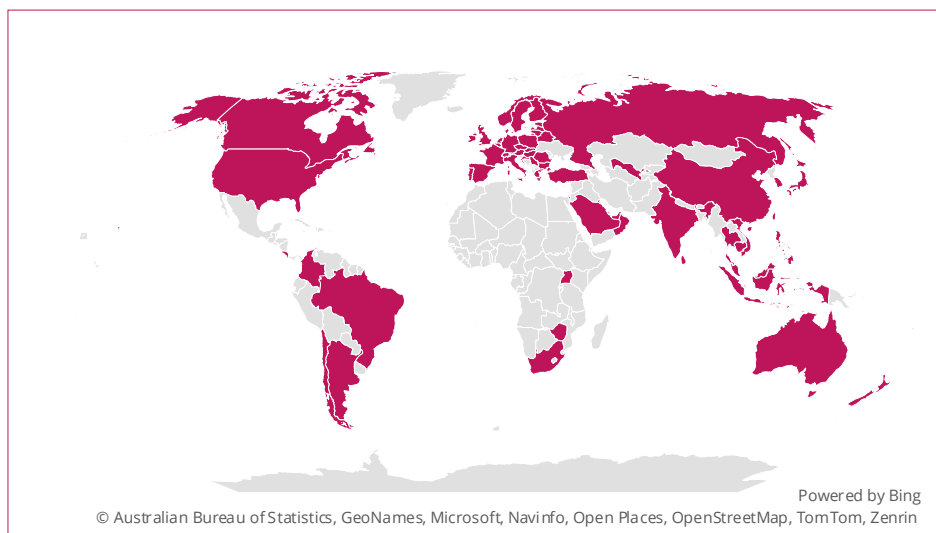 Powered by Bing
© Australian Bureau of Statistics, GeoNames, Microsoft, Navinfo, Open Places, OpenStreetMap, TomTom, Zenrin